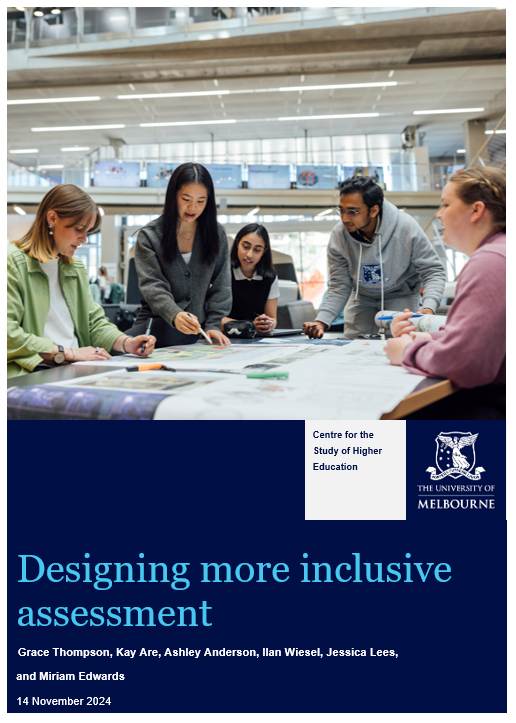 Centre for the
Study of Higher
Education
THE UNIVERSITY OF
MELBOURNE
Designing more inclusive
assessment
Grace Thompson, Kay Are, Ashley Anderson, Ilan Wiesel, Jessica Lees,
and Miriam Edwards
14 November 2024